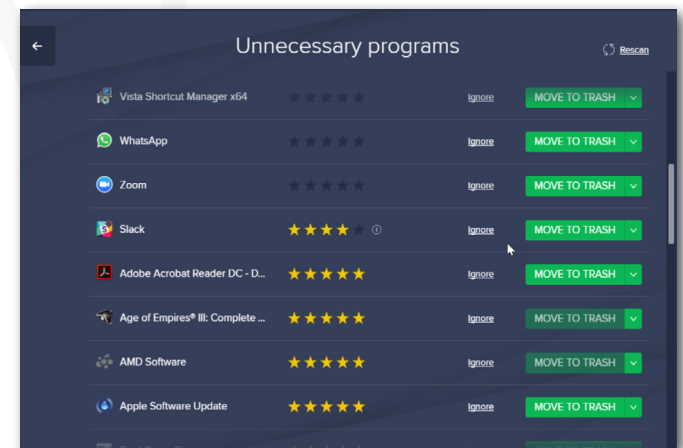 Unnecessary programs
Rescan
Vista Shortcut Manager x64 Ignore MOVE TO TRASH
WhatsApp Ignore MOVE TO TRASH
Zoom Ignore MOVE TO TRASH
Slack Ignore MOVE TO TRASH
Adobe Acrobat Reader DC - D... Ignore MOVE TO TRASH
Age of Empires® III: Complete ... Ignore MOVE TO TRASH
AMD Software Ignore MOVE TO TRASH
Apple Software Update Ignore MOVE TO TRASH